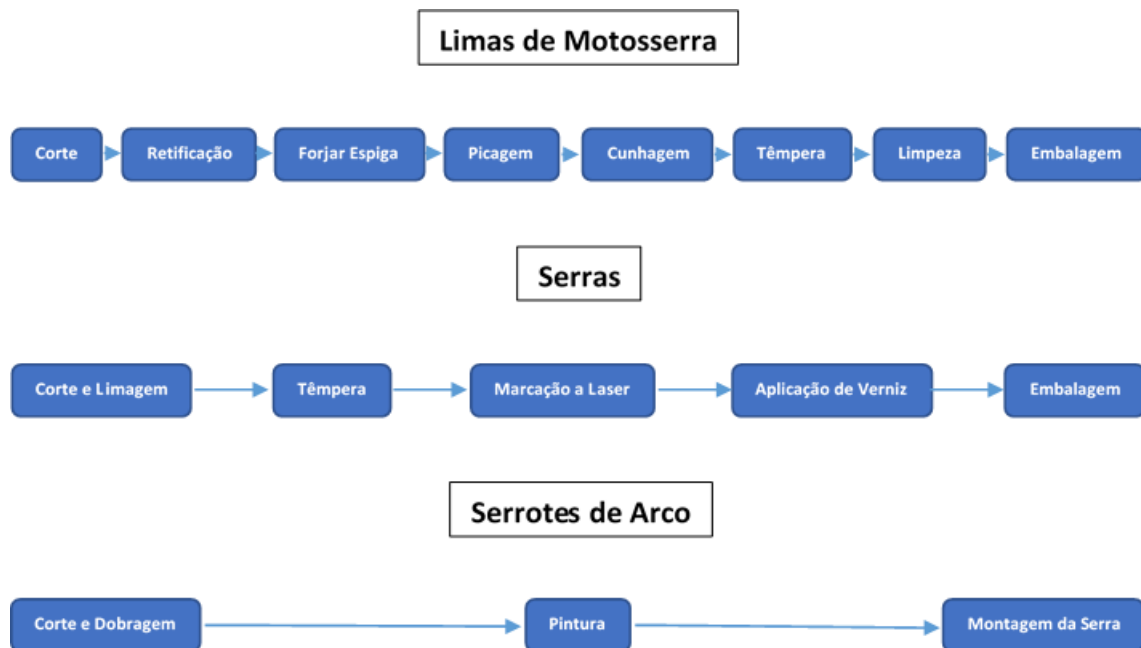 Limas de Motosserra
Corte
Retificação
Forjar Espiga
Picagem
Cunhagem
Têmpera
Limpeza
Embalagem
Serras
Corte e Limagem
Têmpera
Marcação a Laser
Aplicação de Verniz
Embalagem
Serrotes de Arco
Corte e Dobragem
Pintura
Montagem da Serra